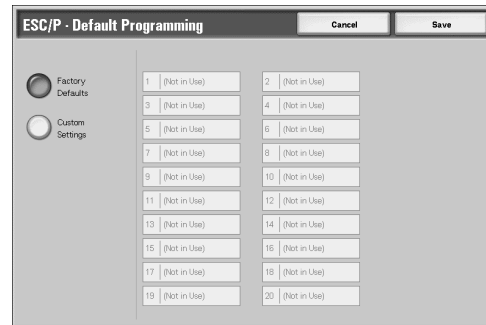 ESC/P - Default Programming
Cancel
Save
Factory
Defaults
Custom
Settings
1 (Not in Use)
2 (Not in Use)
3 (Not in Use)
4 (Not in Use)
5 (Not in Use)
6 (Not in Use)
7 (Not in Use)
8 (Not in Use)
9 (Not in Use)
10 (Not in Use)
11 (Not in Use)
12 (Not in Use)
13 (Not in Use)
14 (Not in Use)
15 (Not in Use)
16 (Not in Use)
17 (Not in Use)
18 (Not in Use)
19 (Not in Use)
20 (Not in Use)